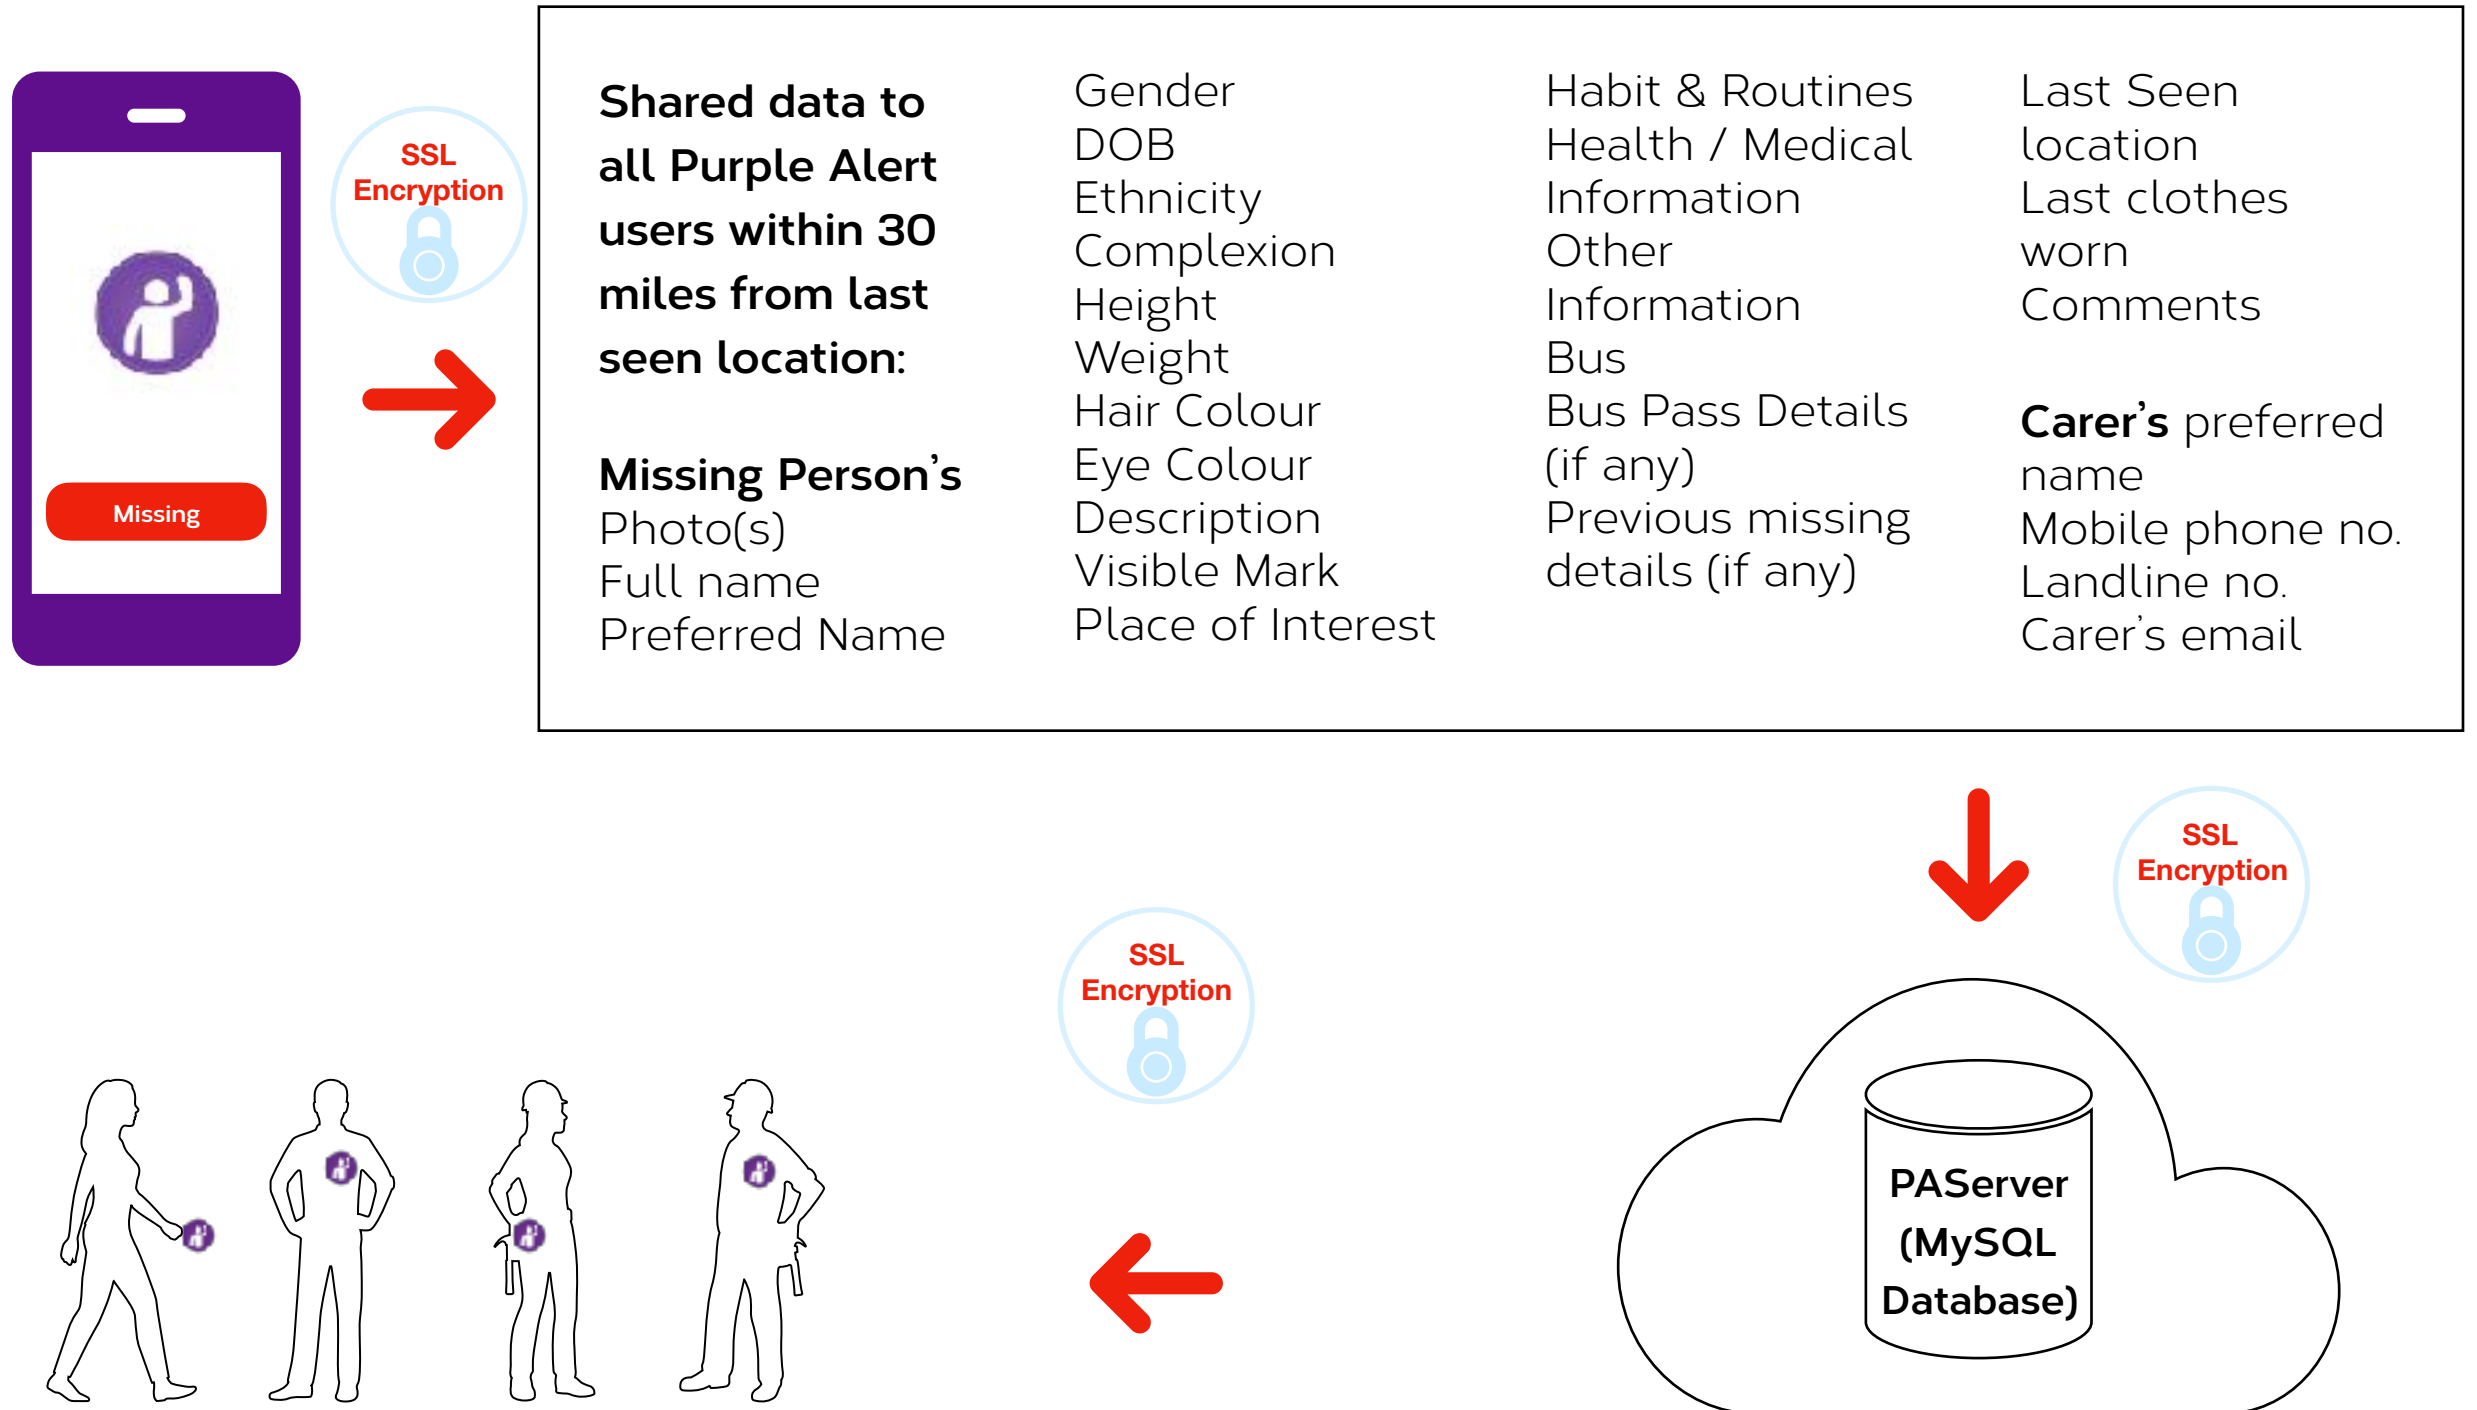 Missing
SSL
Encryption
Shared data to
all Purple Alert
users within 30
miles from last
seen location:
Missing Person's
Photo(s)
Full name
Preferred Name
Gender
DOB
Ethnicity
Complexion
Height
Weight
Hair Colour
Eye Colour
Description
Visible Mark
Place of Interest
Habit & Routines
Health / Medical
Information
Other
Information
Bus
Bus Pass Details
(if any)
Previous missing
details (if any)
Last Seen
location
Last clothes
worn
Comments
Carer's preferred
name
Mobile phone no.
Landline no.
Carer's email
SSL
Encryption
PAServer
(MySQL
Database)
SSL
Encryption